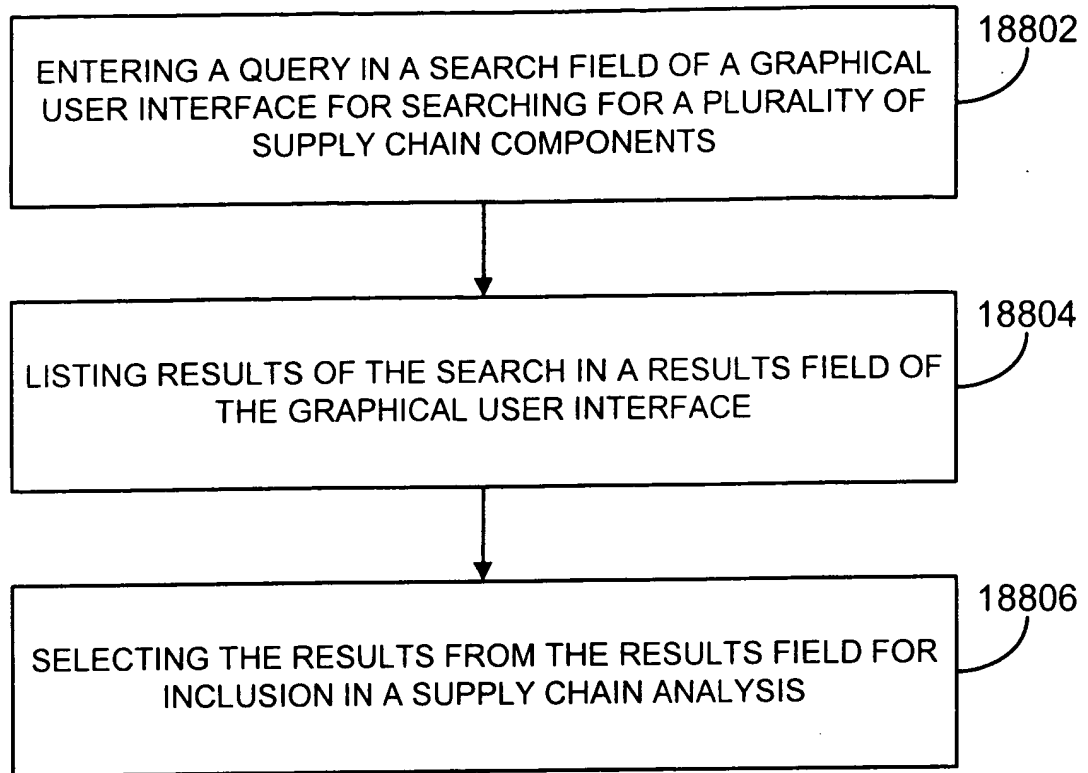 18802
ENTERING A QUERY IN A SEARCH FIELD OF A GRAPHICAL
USER INTERFACE FOR SEARCHING FOR A PLURALITY OF
SUPPLY CHAIN COMPONENTS
18804
LISTING RESULTS OF THE SEARCH IN A RESULTS FIELD OF
THE GRAPHICAL USER INTERFACE
18806
SELECTING THE RESULTS FROM THE RESULTS FIELD FOR
INCLUSION IN A SUPPLY CHAIN ANALYSIS